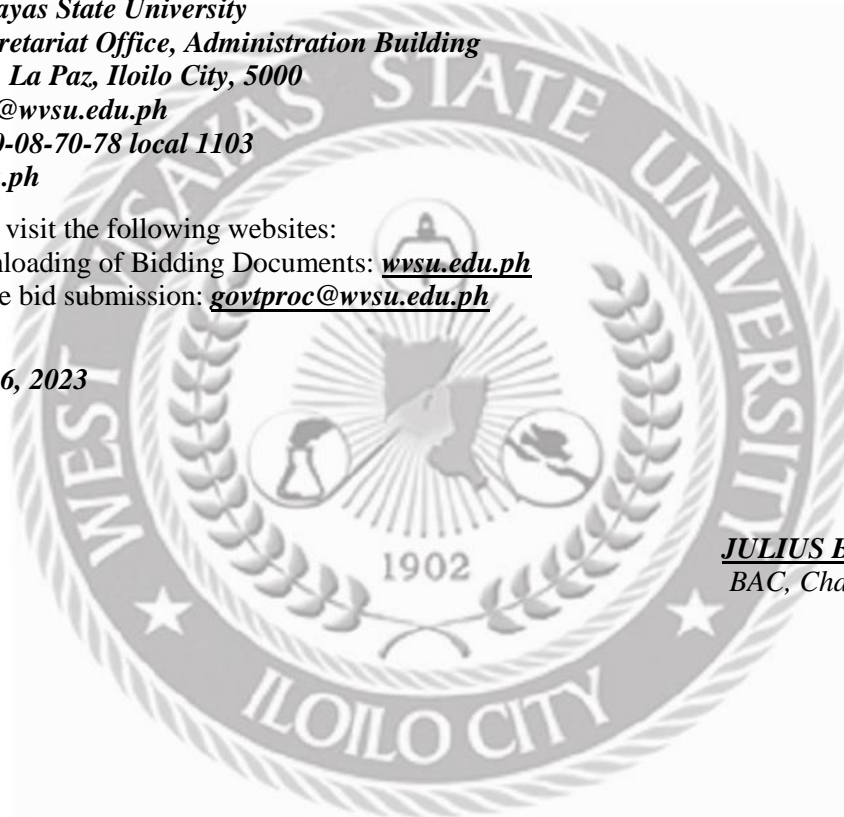 ayas State University
retariat Office, Administration Building
La Paz, Iloilo City, 5000
@wvsu.edu.ph
-08-70-78 local 1103
.ph
visit the following websites:
nloading of Bidding Documents: wvsu.edu.ph
e bid submission: govtproc@wvsu.edu.ph
6, 2023
JULIUS
BAC, Cha
WEST VISAYAS STATE UNIVERSITY
1902
ILOILO CITY